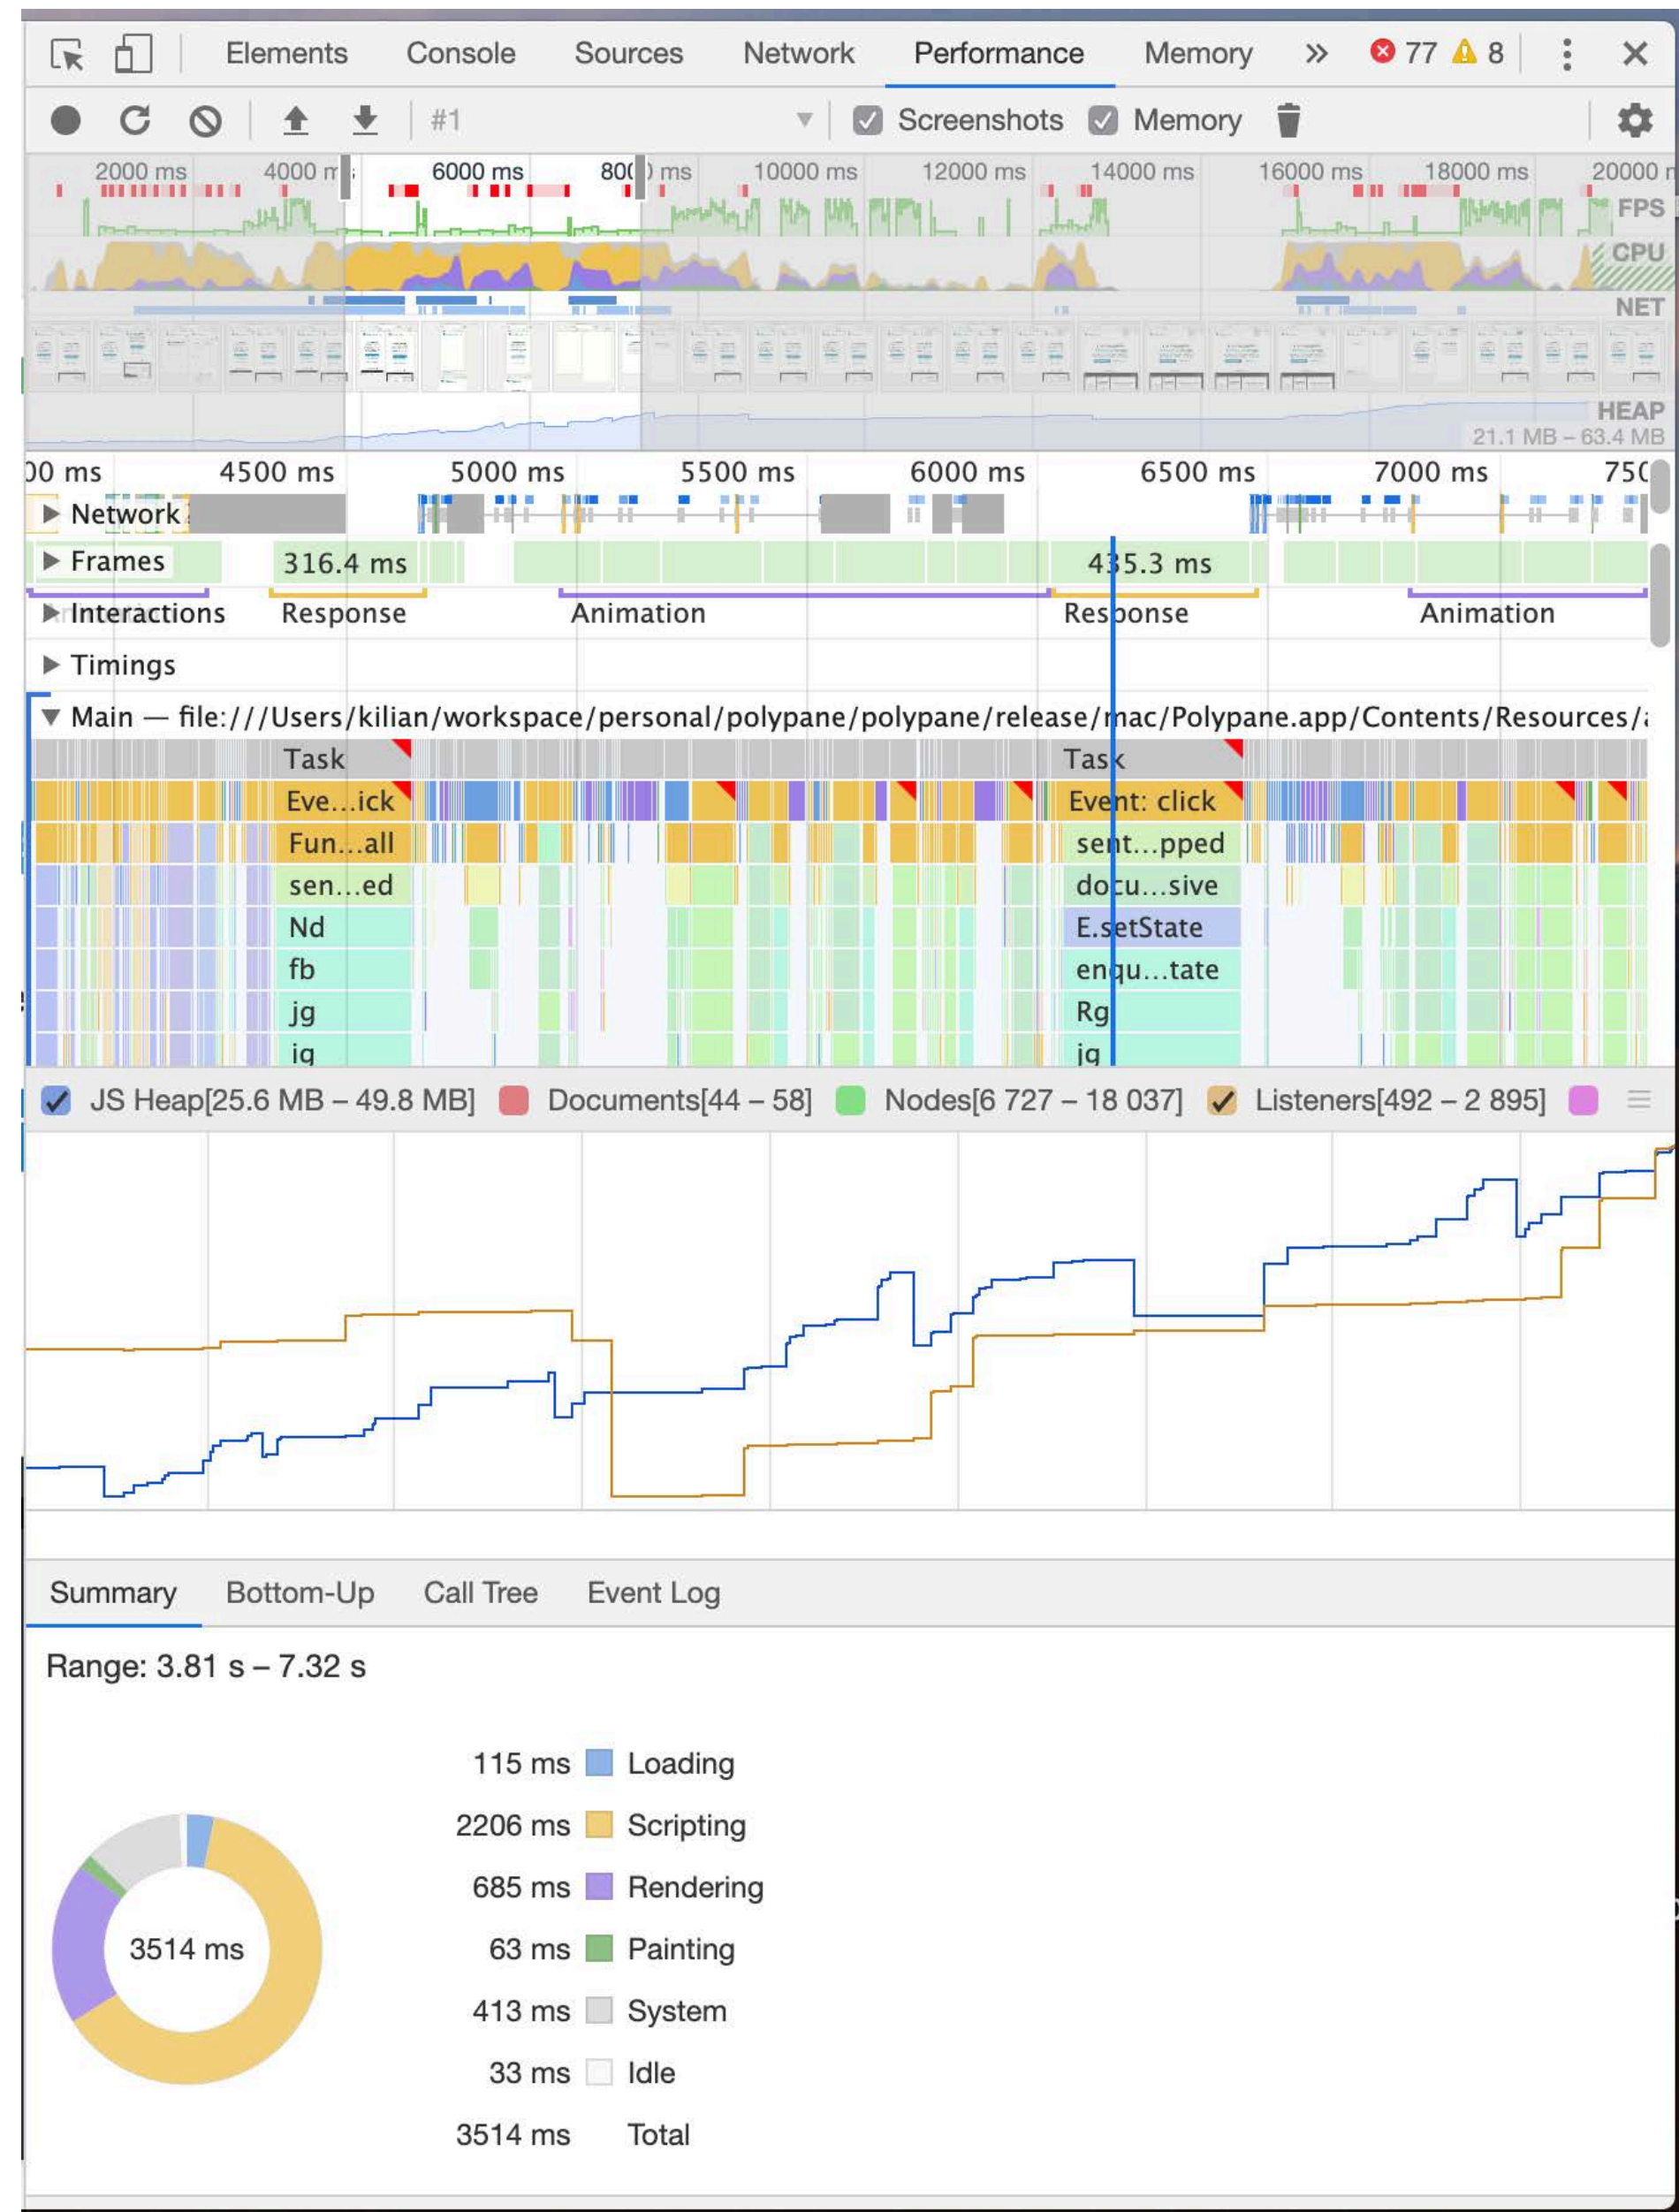 Elements Console Sources Network Performance Memory » 77 8
#1 Screenshots Memory
2000 ms 4000 m 6000 ms 800 ms 10000 ms 12000 ms 14000 ms 16000 ms 18000 ms 20000 m
FPS
CPU
NET
HEAP
21.1 MB – 63.4 MB
00 ms 4500 ms 5000 ms 5500 ms 6000 ms 6500 ms 7000 ms 750
Network
Frames 316.4 ms 435.3 ms
Interactions Response Animation Response Animation
Timings
Main — file:///Users/kilian/workspace/personal/polypane/polypane/release/mac/Polypane.app/Contents/Resources/a
Task Task
Eve...ick Event: click
Fun...all sent...pped
sen...ed docu...sive
Nd E.setState
fb enqu...tate
jg Rg
ig jg
JS Heap[25.6 MB – 49.8 MB] Documents[44 – 58] Nodes[6 727 – 18 037] Listeners[492 – 2 895]
Summary Bottom-Up Call Tree Event Log
Range: 3.81 s – 7.32 s
115 ms Loading
2206 ms Scripting
685 ms Rendering
3514 ms
63 ms Painting
413 ms System
33 ms Idle
3514 ms Total